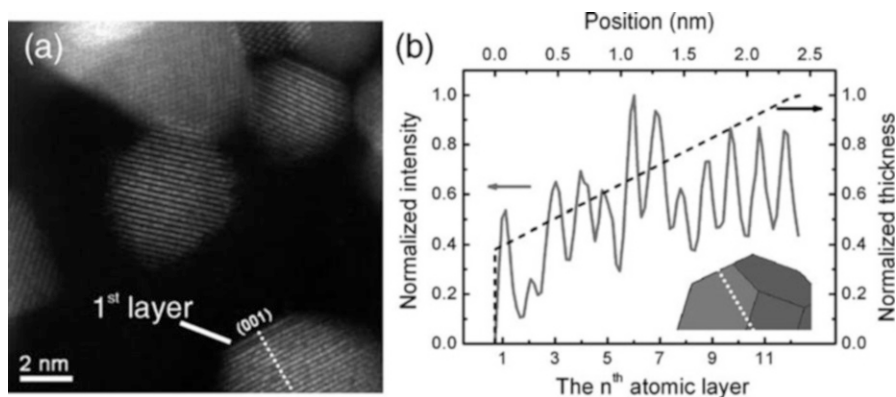 (a)
1st layer
(001)
2 nm
(b)
Position (nm)
0.0 0.5 1.0 1.5 2.0 2.5
Normalized intensity
1.0
0.8
0.6
0.4
0.2
0.0
1.0
0.8
0.6
0.4
0.2
0.0
Normalized thickness
1 3 5 7 9 11
The nth atomic layer